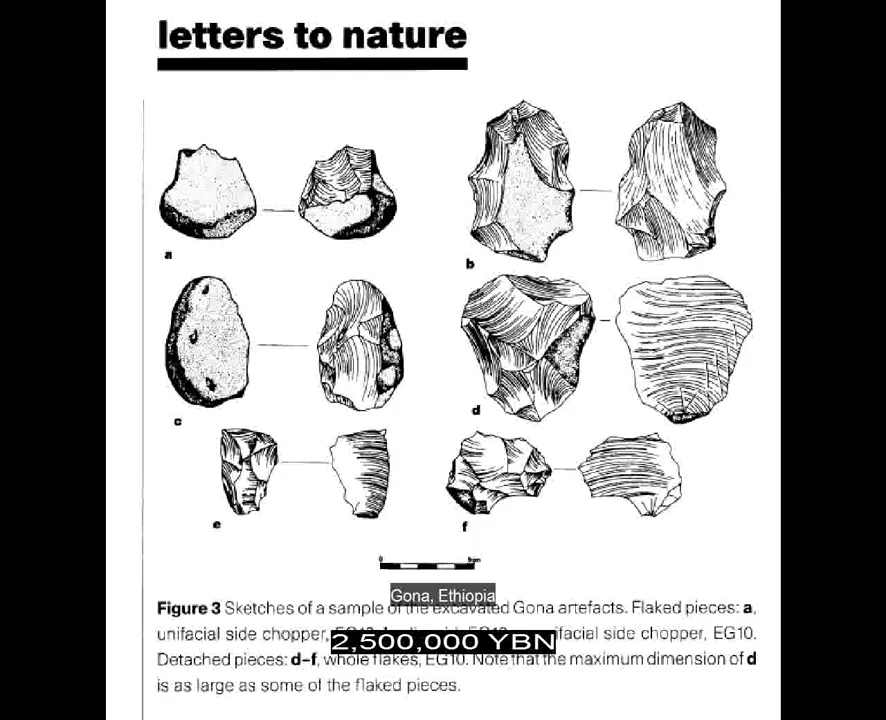 letters to nature
a
b
c
d
e
f
0 5cm
Gona, Ethiopia
Figure 3 Sketches of a sample of the excavated Gona artefacts. Flaked pieces: a,
unifacial side chopper, side chopper, EG10.
2,500,000 YBN
Detached pieces: d–f, whole flakes, EG10. Note that the maximum dimension of d
is as large as some of the flaked pieces.